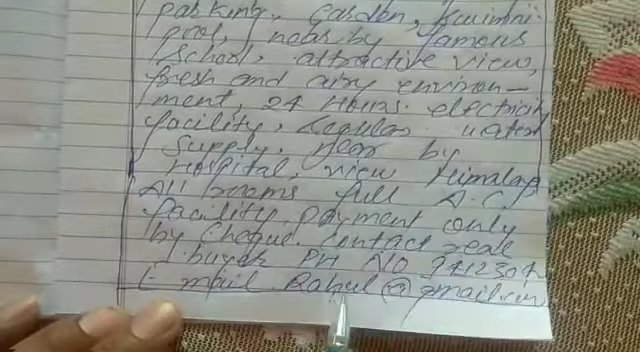 parking, Garden, Swimmi-
pool, near by famous
School, attractive view,
fresh and airy environ-
ment, 24 Hours. electricity
facility, Regular water
supply. near by
Hospital, view Himalaya
All rooms full A.C
facility, payment only
by Cheque. Contact real
buyer PH NO
E mail Rahul@gmail.com